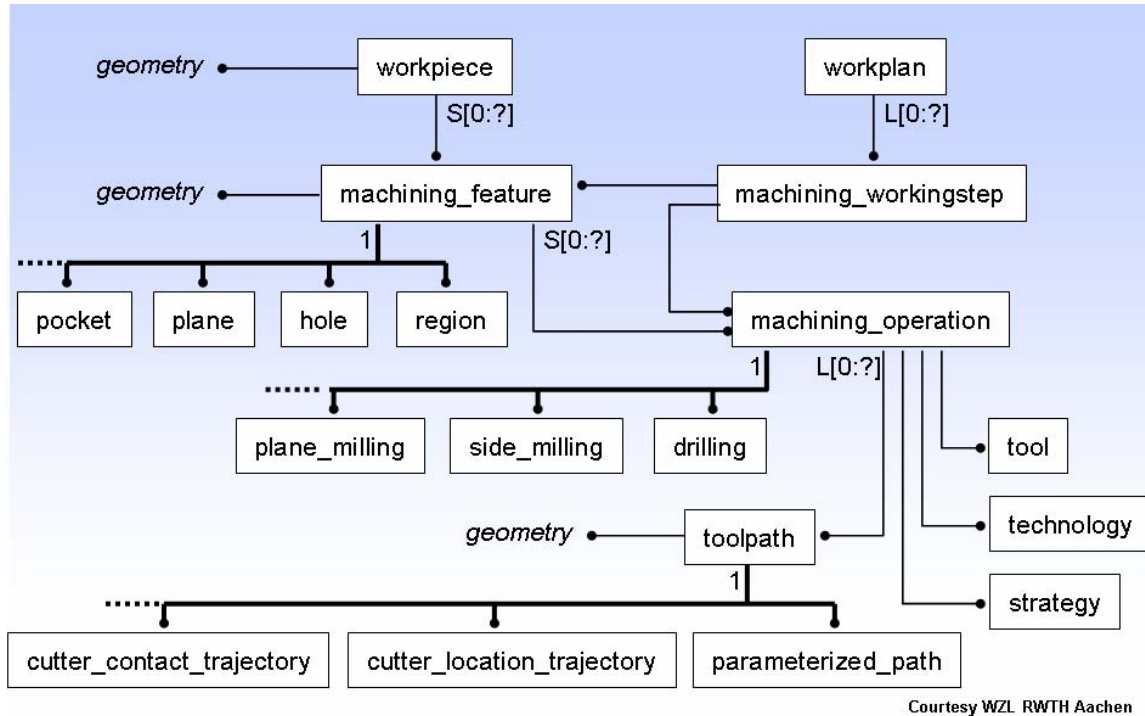 geometry
workpiece
workplan
S[0:?]
L[0:?]
geometry
machining_feature
machining_workingstep
1
S[0:?]
pocket
plane
hole
region
machining_operation
1
L[0:?]
plane_milling
side_milling
drilling
tool
geometry
toolpath
technology
1
strategy
cutter_contact_trajectory
cutter_location_trajectory
parameterized_path
Courtesy WZL RWTH Aachen